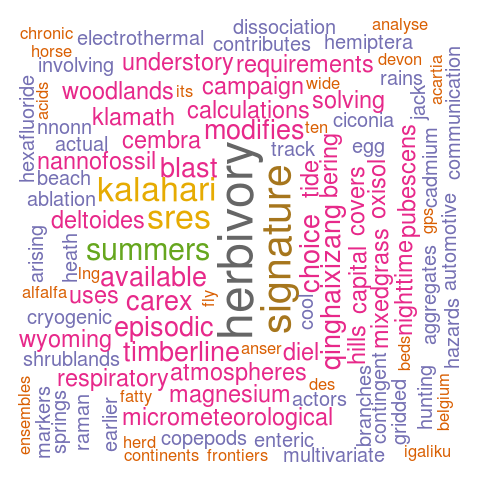 chronic
horse
electrothermal
dissociation
contributes
analyse
hemiptera
involving
understory
requirements
devon
rains
acids
hexafluoride
woodlands
its
campaign
wide
solving
jacks
acartia
communication
nnonn
klamath
calculations
ciconia
actual
cembra
modifies
ten
nannofossil
blast
track
egg
beach
ablation
kalahari
herbivory
signature
tide
bering
covers
oxisol
pubescens
cadmium
deltoides
sres
choice
qinghaixizang
capital
mixedgrass
nighttime
gps
aggregates
automotive
arising
heath
summers
lng
available
fly
cool
hills
alfalfa
uses
carex
cryogenic
episodic
hazards
wyoming
timberline
anser
diel
beds
shrublands
respiratory
atmospheres
branches
contingent
gridded
hunting
belgium
ensembles
markers
springs
raman
earlier
fatty
magnesium
des
actors
micrometeorological
herd
copepods
enteric
continents
frontiers
multivariate
igaliku